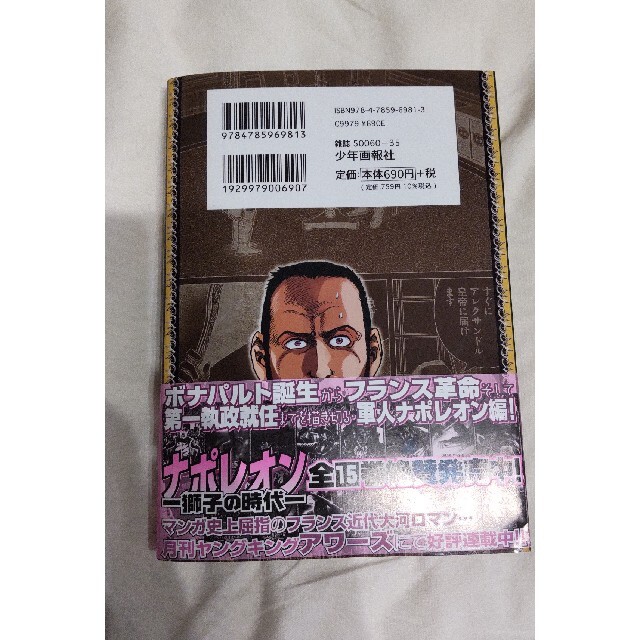 9784785969813
ISBN978-4-7859-6981-3
C9979 ¥690E
雑誌 50060-35
少年画報社
定価:「本体690円」+税
(定価 759円 10%税込)
1929979006907
すぐに
アレクサンドル
皇帝に届け
ます
ボナパルト誕生から・フランス革命そして
第一執政就任までを描ききる・軍人ナポレオン編!
ナポレオン 全15巻 発売中!
―獅子の時代―
マンガ史上屈指のフランス近代大河ロマン…
月刊ヤングキングアワーズにて好評連載中!!